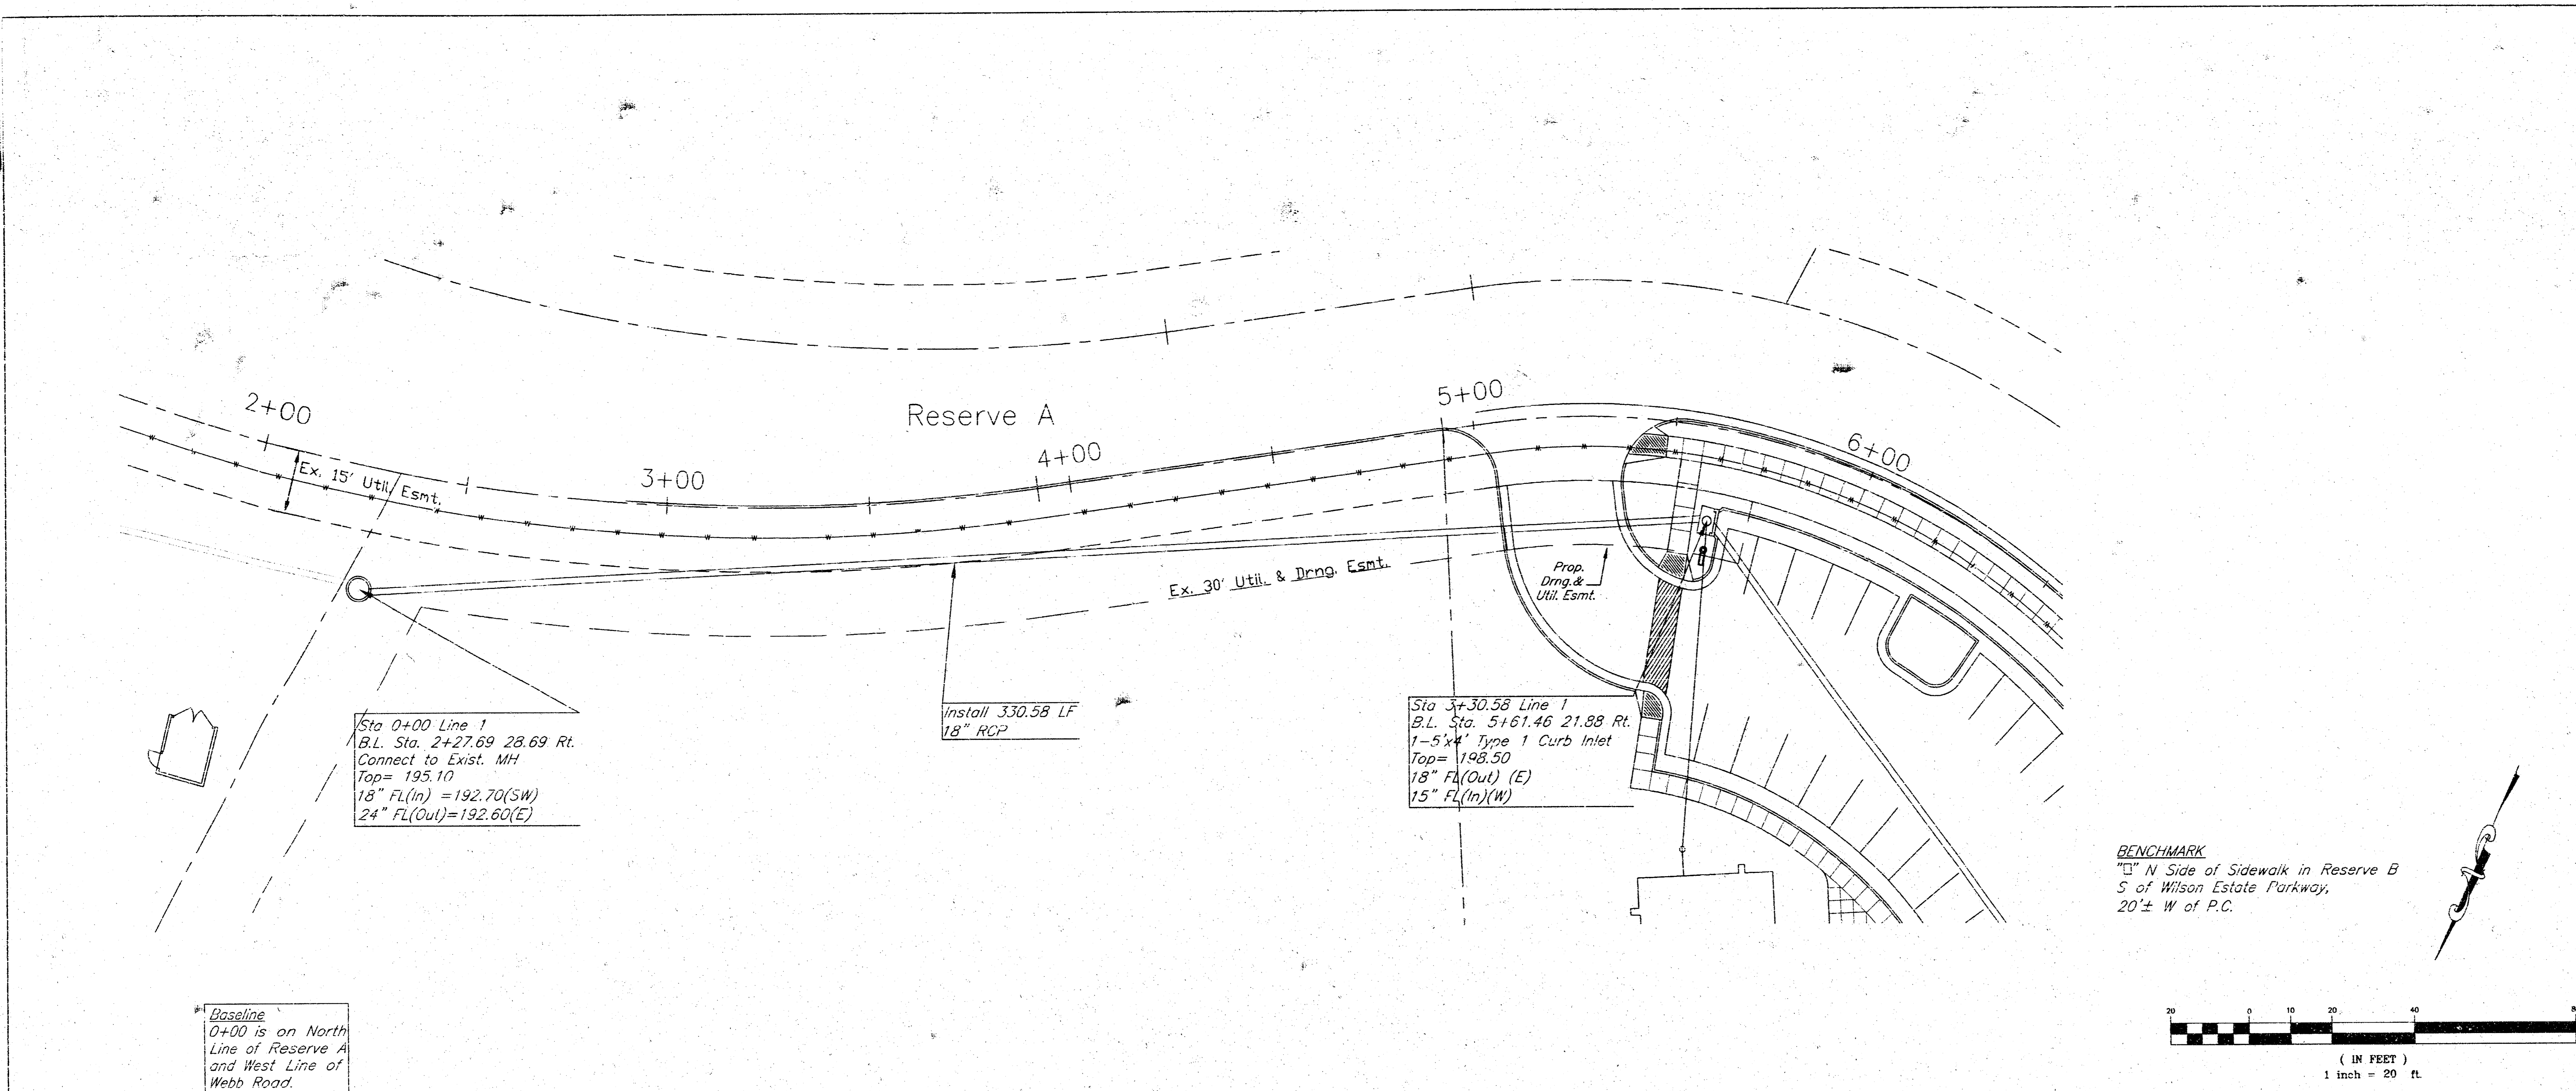 2+00
Ex. 15' Util. Esmt.
3+00
Reserve A
4+00
5+00
6+00
Ex. 30' Util. & Drng. Esmt.
Prop.
Drng.&
Util. Esmt.
Sta 0+00 Line 1
B.L. Sta. 2+27.69 28.69 Rt.
Connect to Exist. MH
Top= 195.10
18" FL(In) =192.70(SW)
24" FL(Out)=192.60(E)
Install 330.58 LF
18" RCP
Sta 3+30.58 Line 1
B.L. Sta. 5+61.46 21.88 Rt.
1-5'x4' Type 1 Curb Inlet
Top= 198.50
18" FL(Out) (E)
15" FL(In)(W)
BENCHMARK
"□" N Side of Sidewalk in Reserve B
S of Wilson Estate Parkway,
20'± W of P.C.
Baseline
0+00 is on North
Line of Reserve A
and West Line of
Webb Road.
20 0 10 20 40
( IN FEET )
1 inch = 20 ft.